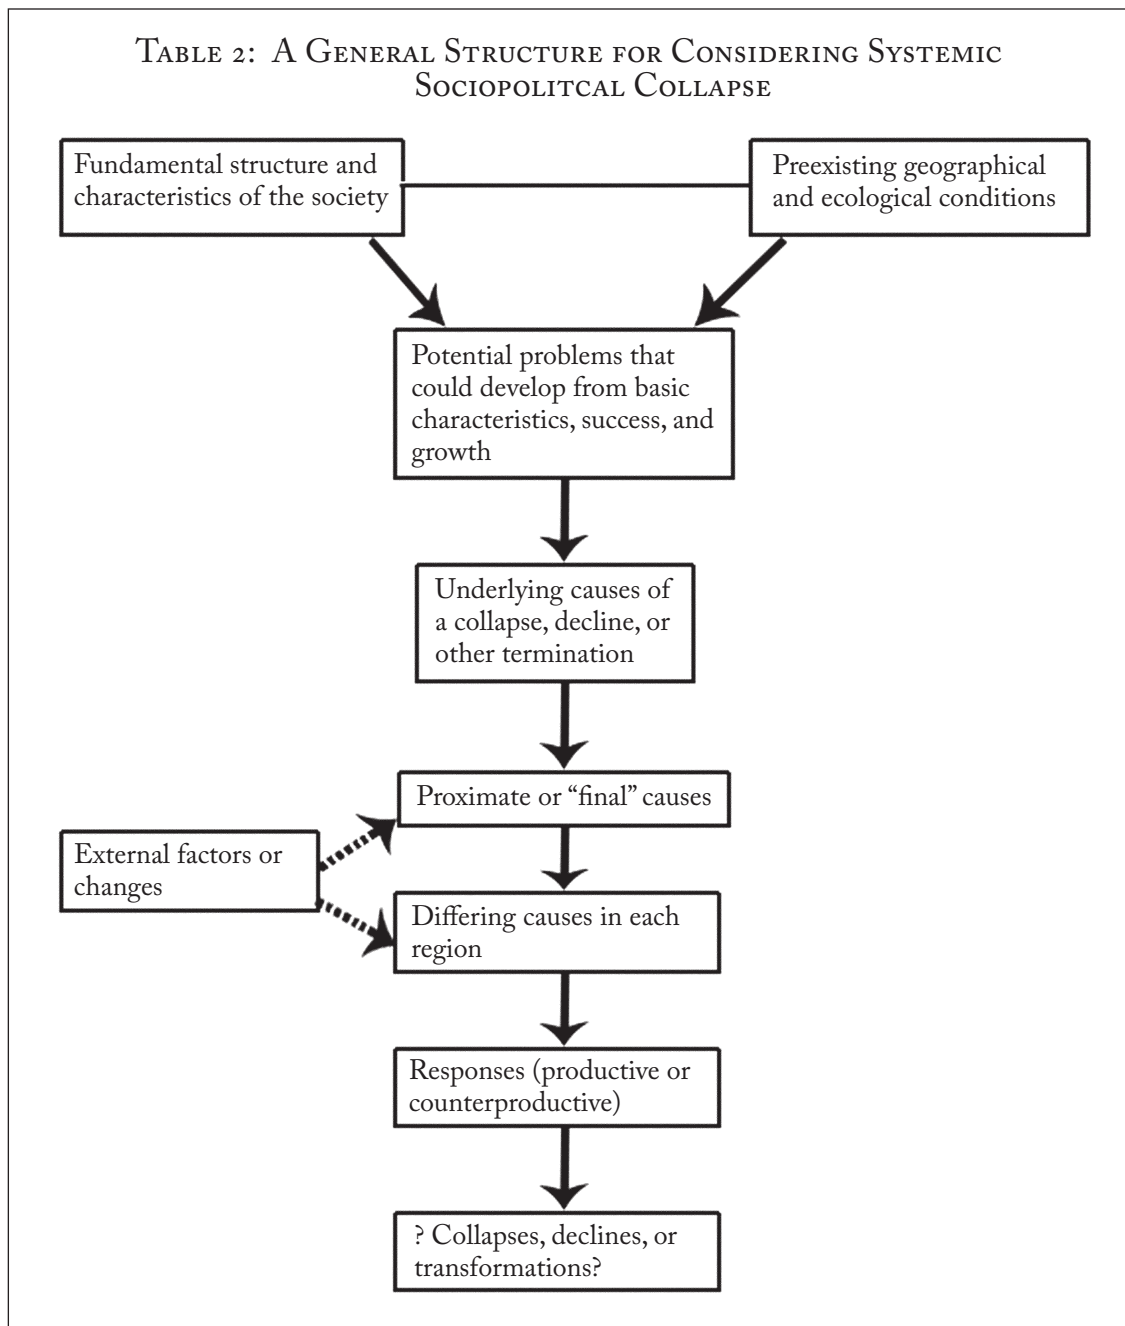 TABLE 2: A GENERAL STRUCTURE FOR CONSIDERING SYSTEMIC
SOCIOPOLITCAL COLLAPSE
Fundamental structure and
characteristics of the society
Preexisting geographical
and ecological conditions
Potential problems that
could develop from basic
characteristics, success, and
growth
Underlying causes of
a collapse, decline, or
other termination
Proximate or “final” causes
External factors or
changes
Differing causes in each
region
Responses (productive or
counterproductive)
? Collapses, declines, or
transformations?